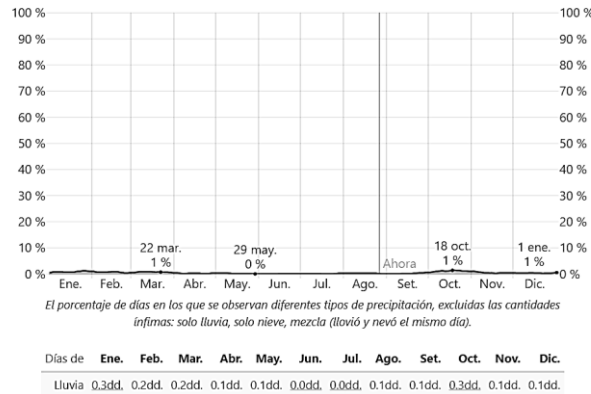 100 % 100 %
90 % 90 %
80 % 80 %
70 % 70 %
60 % 60 %
50 % 50 %
40 % 40 %
30 % 30 %
20 % 20 %
10 % 10 %
0 % 0 %
22 mar.
1 %
29 may.
0 %
Ahora
18 oct.
1 %
1 ene.
1 %
Ene. Feb. Mar. Abr. May. Jun. Jul. Ago. Set. Oct. Nov. Dic.
El porcentaje de días en los que se observan diferentes tipos de precipitación, excluidas las cantidades
ínfimas: solo lluvia, solo nieve, mezcla (llovió y nevó el mismo día).
Días de Ene. Feb. Mar. Abr. May. Jun. Jul. Ago. Set. Oct. Nov. Dic.
Lluvia 0.3dd. 0.2dd. 0.2dd. 0.1dd. 0.1dd. 0.0dd. 0.0dd. 0.1dd. 0.1dd. 0.3dd. 0.1dd. 0.1dd.